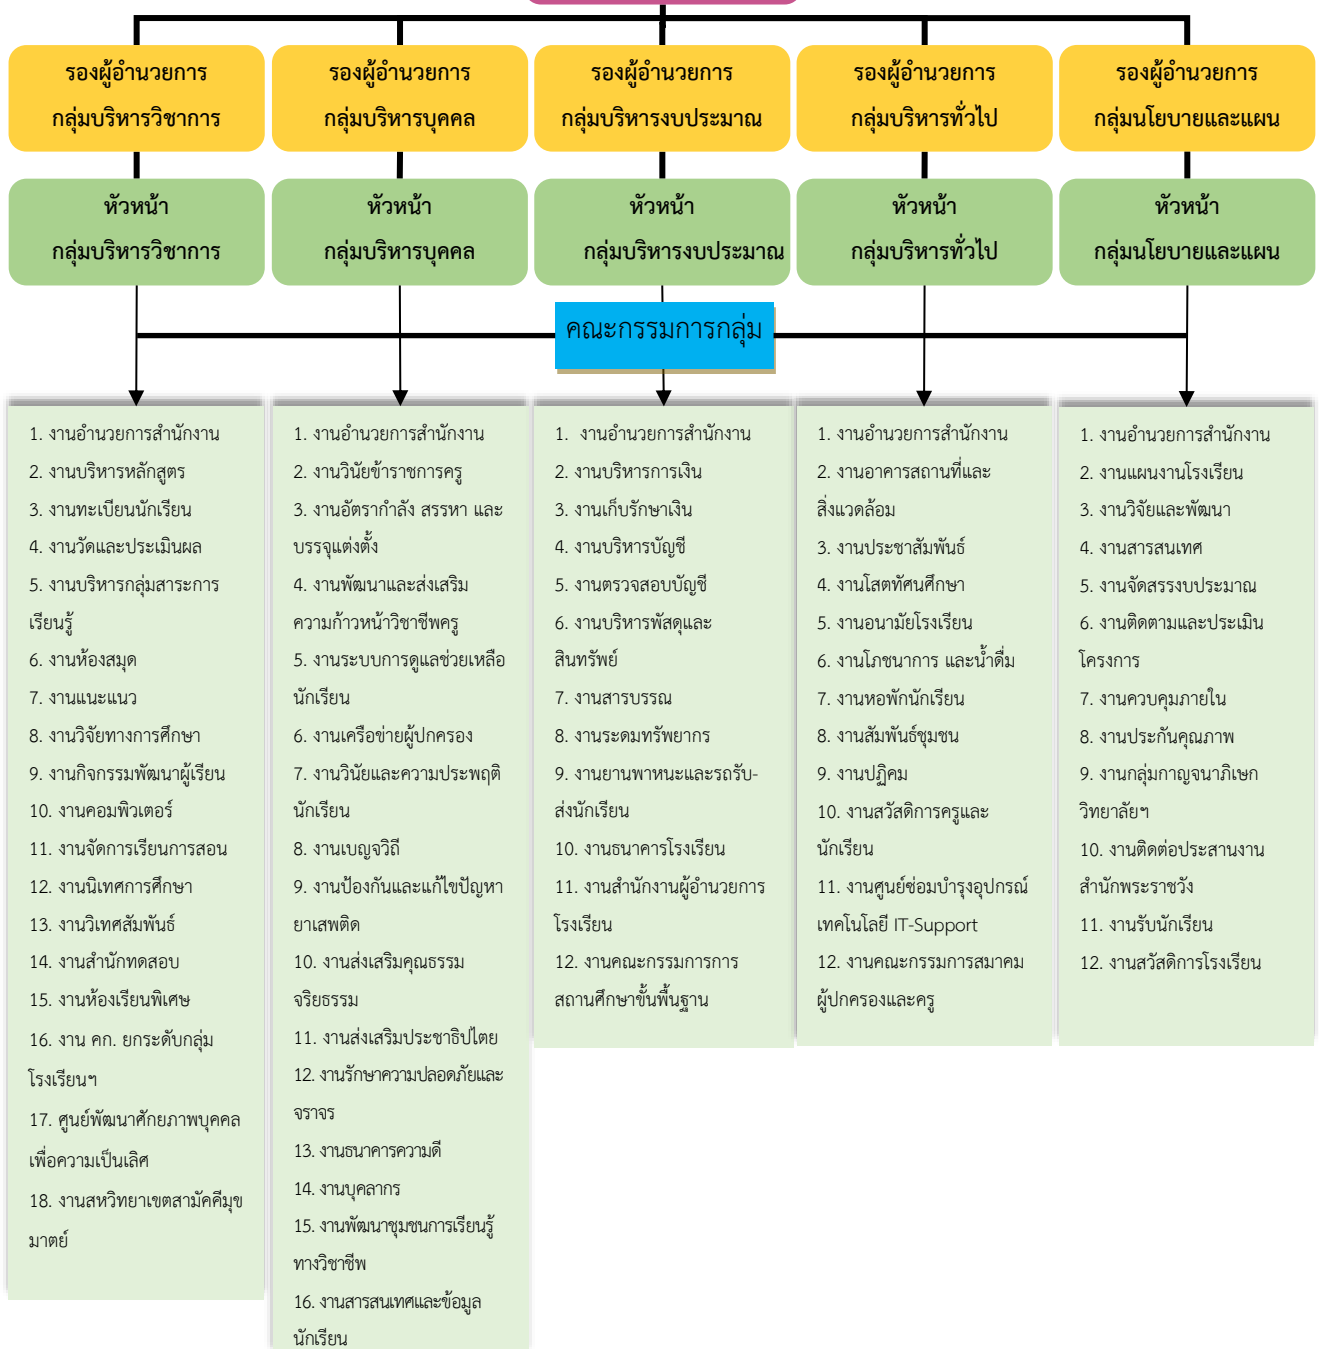 รองผู้อำนวยการ
กลุ่มบริหารวิชาการ
รองผู้อำนวยการ
กลุ่มบริหารบุคคล
รองผู้อำนวยการ
กลุ่มบริหารงบประมาณ
รองผู้อำนวยการ
กลุ่มบริหารทั่วไป
รองผู้อำนวยการ
กลุ่มนโยบายและแผน
หัวหน้า
กลุ่มบริหารวิชาการ
หัวหน้า
กลุ่มบริหารบุคคล
หัวหน้า
กลุ่มบริหารงบประมาณ
หัวหน้า
กลุ่มบริหารทั่วไป
หัวหน้า
กลุ่มนโยบายและแผน
คณะกรรมการกลุ่ม
1. งานอำนวยการสำนักงาน
2. งานบริหารหลักสูตร
3. งานทะเบียนนักเรียน
4. งานวัดและประเมินผล
5. งานบริหารกลุ่มสาระการ
เรียนรู้
6. งานห้องสมุด
7. งานแนะแนว
8. งานวิจัยทางการศึกษา
9. งานกิจกรรมพัฒนาผู้เรียน
10. งานคอมพิวเตอร์
11. งานจัดการเรียนการสอน
12. งานนิเทศการศึกษา
13. งานวิเทศสัมพันธ์
14. งานสำนักทดสอบ
15. งานห้องเรียนพิเศษ
16. งาน คก. ยกระดับกลุ่ม
โรงเรียนฯ
17. ศูนย์พัฒนาศักยภาพบุคคล
เพื่อความเป็นเลิศ
18. งานสหวิทยาเขตสามัคคีมุข
มาตย์
1. งานอำนวยการสำนักงาน
2. งานวินัยข้าราชการครู
3. งานอัตรากำลัง สรรหา และ
บรรจุแต่งตั้ง
4. งานพัฒนาและส่งเสริม
ความก้าวหน้าวิชาชีพครู
5. งานระบบการดูแลช่วยเหลือ
นักเรียน
6. งานเครือข่ายผู้ปกครอง
7. งานวินัยและความประพฤติ
นักเรียน
8. งานเบญจวิถี
9. งานป้องกันและแก้ไขปัญหา
ยาเสพติด
10. งานส่งเสริมคุณธรรม
จริยธรรม
11. งานส่งเสริมประชาธิปไตย
12. งานรักษาความปลอดภัยและ
จราจร
13. งานธนาคารความดี
14. งานบุคลากร
15. งานพัฒนาชุมชนการเรียนรู้
ทางวิชาชีพ
16. งานสารสนเทศและข้อมูล
นักเรียน
1. งานอำนวยการสำนักงาน
2. งานบริหารการเงิน
3. งานเก็บรักษาเงิน
4. งานบริหารบัญชี
5. งานตรวจสอบบัญชี
6. งานบริหารพัสดุและ
สินทรัพย์
7. งานสารบรรณ
8. งานระดมทรัพยากร
9. งานยานพาหนะและรถรับ-
ส่งนักเรียน
10. งานธนาคารโรงเรียน
11. งานสำนักงานผู้อำนวยการ
โรงเรียน
12. งานคณะกรรมการการ
สถานศึกษาขั้นพื้นฐาน
1. งานอำนวยการสำนักงาน
2. งานอาคารสถานที่และ
สิ่งแวดล้อม
3. งานประชาสัมพันธ์
4. งานโสตทัศนศึกษา
5. งานอนามัยโรงเรียน
6. งานโภชนาการ และน้ำดื่ม
7. งานหอพักนักเรียน
8. งานสัมพันธ์ชุมชน
9. งานปฏิคม
10. งานสวัสดิการครูและ
นักเรียน
11. งานศูนย์ซ่อมบำรุงอุปกรณ์
เทคโนโลยี IT-Support
12. งานคณะกรรมการสมาคม
ผู้ปกครองและครู
1. งานอำนวยการสำนักงาน
2. งานแผนงานโรงเรียน
3. งานวิจัยและพัฒนา
4. งานสารสนเทศ
5. งานจัดสรรงบประมาณ
6. งานติดตามและประเมิน
โครงการ
7. งานควบคุมภายใน
8. งานประกันคุณภาพ
9. งานกลุ่มกาญจนาภิเษก
วิทยาลัยฯ
10. งานติดต่อประสานงาน
สำนักพระราชวัง
11. งานรับนักเรียน
12. งานสวัสดิการโรงเรียน